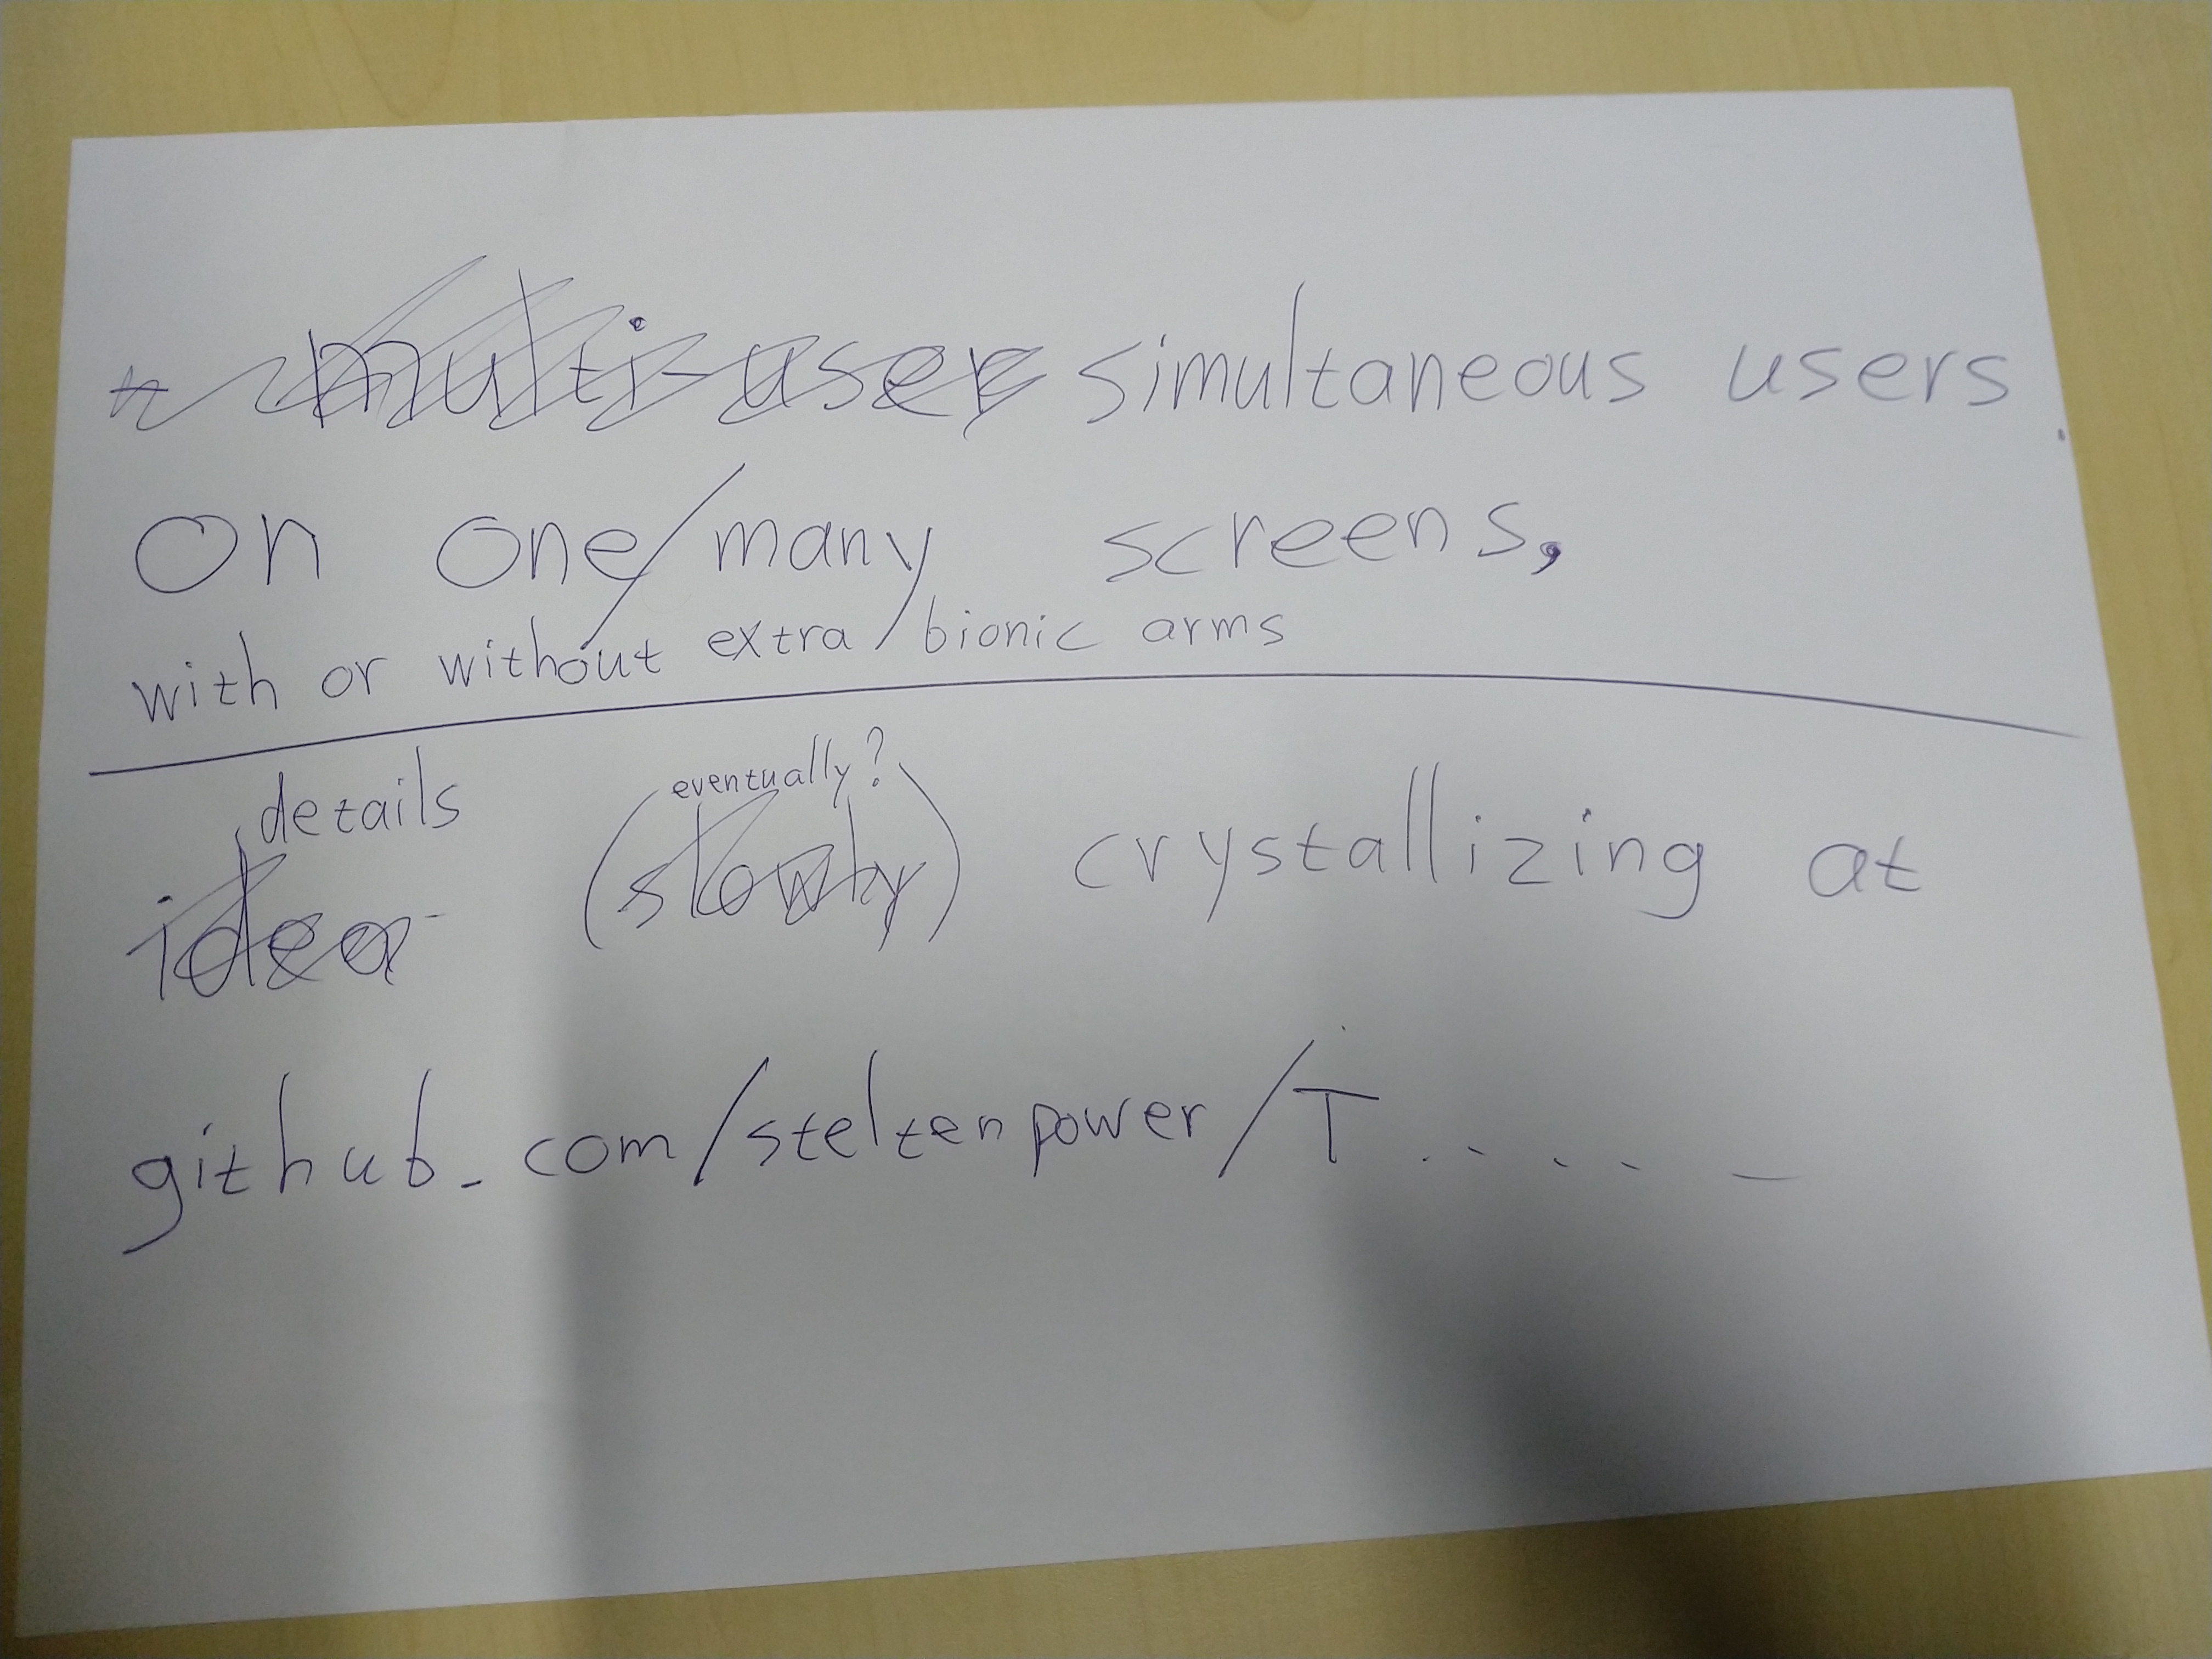 n multi-user simultaneous users
on one/many screens,
with or without extra/bionic arms
details
eventually?
idea (slowly) crystallizing at
github.com/steltenpower/T....-